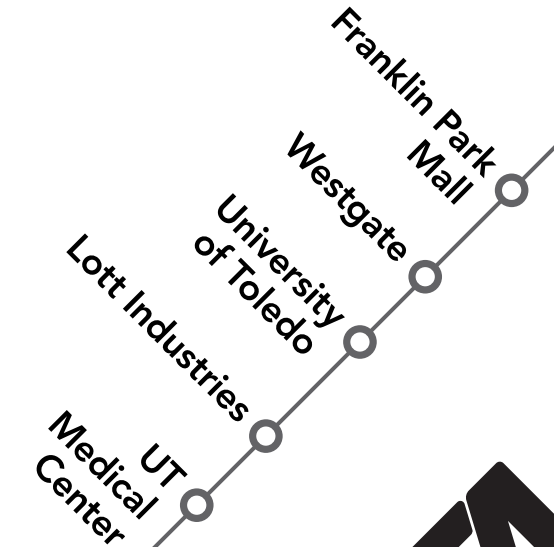 Franklin Park
Mall
Westgate
University
of Toledo
Lott Industries
UT
Medical
Center